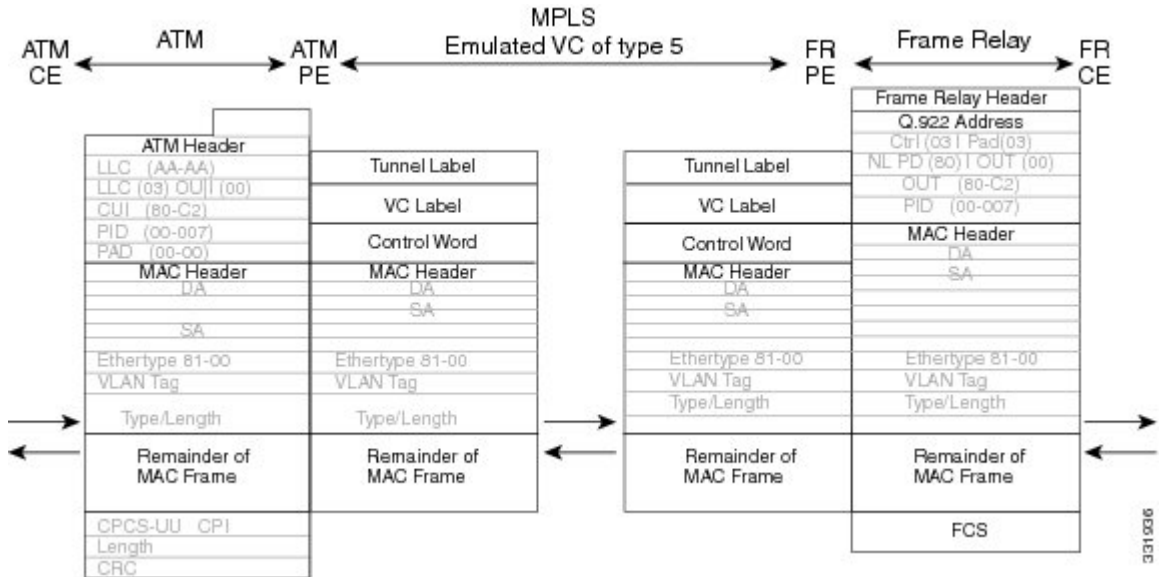 MPLS
Emulated VC of type 5
ATM CE
ATM
ATM PE
FR PE
Frame Relay
FR CE
ATM Header
LLC (AA-AA)
LLC (03) OU|I (00)
CUI (80-C2)
PID (00-007)
PAD (00-00)
MAC Header
DA
SA
Ethertype 81-00
VLAN Tag
Type/Length
Remainder of
MAC Frame
CPCS-UU CPI
Length
CRC
Tunnel Label
VC Label
Control Word
MAC Header
DA
SA
Ethertype 81-00
VLAN Tag
Type/Length
Remainder of
MAC Frame
Tunnel Label
VC Label
Control Word
MAC Header
DA
SA
Ethertype 81-00
VLAN Tag
Type/Length
Remainder of
MAC Frame
Frame Relay Header
Q.922 Address
Ctrl (03 I Pad(03)
NL PD (80) I OUT (00)
OUT (80-C2)
PID (00-007)
MAC Header
DA
SA
Ethertype 81-00
VLAN Tag
Type/Length
Remainder of
MAC Frame
FCS
331936